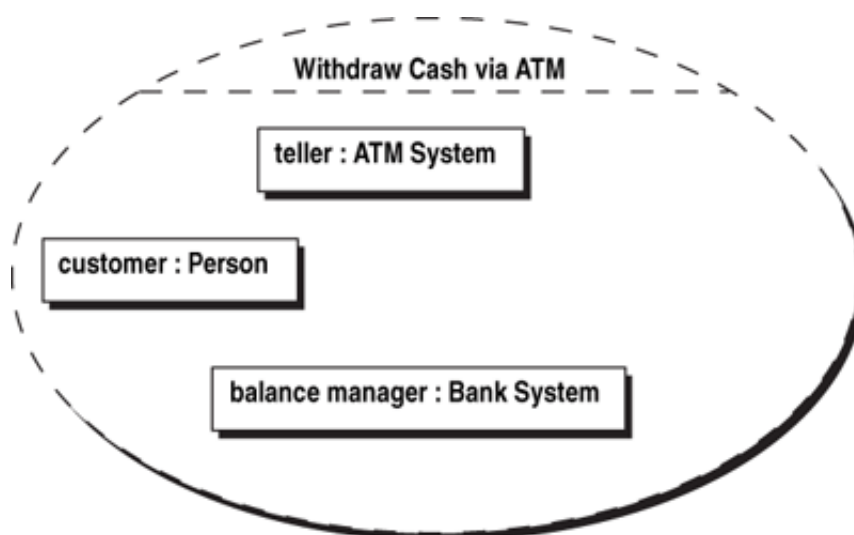 Withdraw Cash via ATM
teller : ATM System
customer : Person
balance manager : Bank System